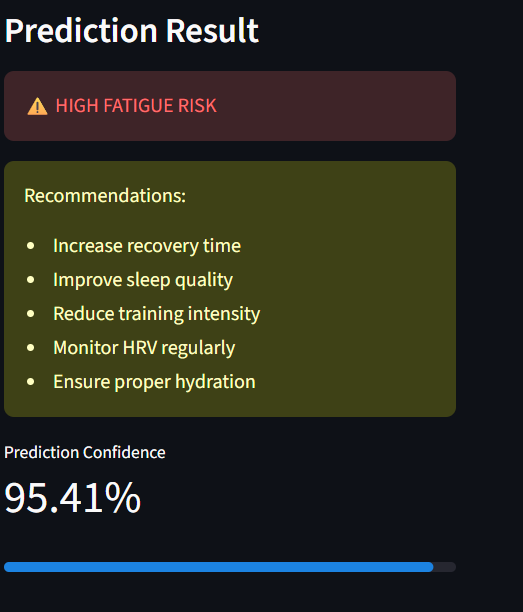 Prediction Result
⚠️ HIGH FATIGUE RISK
Recommendations:
• Increase recovery time
• Improve sleep quality
• Reduce training intensity
• Monitor HRV regularly
• Ensure proper hydration
Prediction Confidence
95.41%